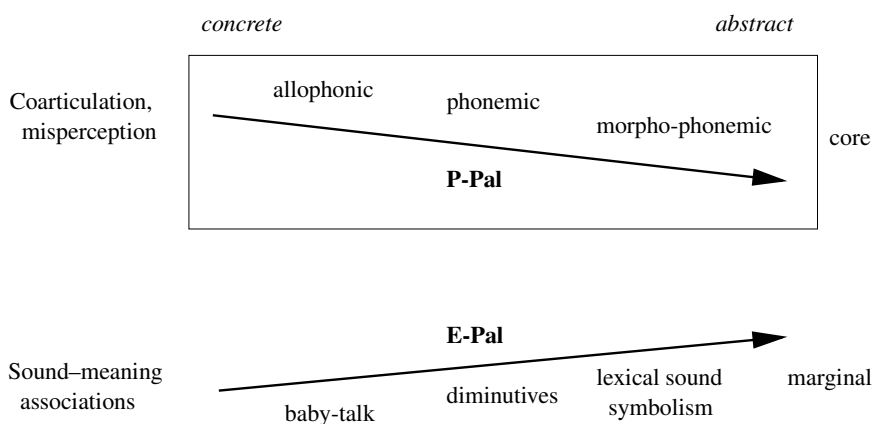 concrete abstract
Coarticulation,
misperception
allophonic
phonemic
morpho-phonemic
core
P-Pal
E-Pal
Sound–meaning
associations
baby-talk
diminutives
lexical sound
symbolism
marginal